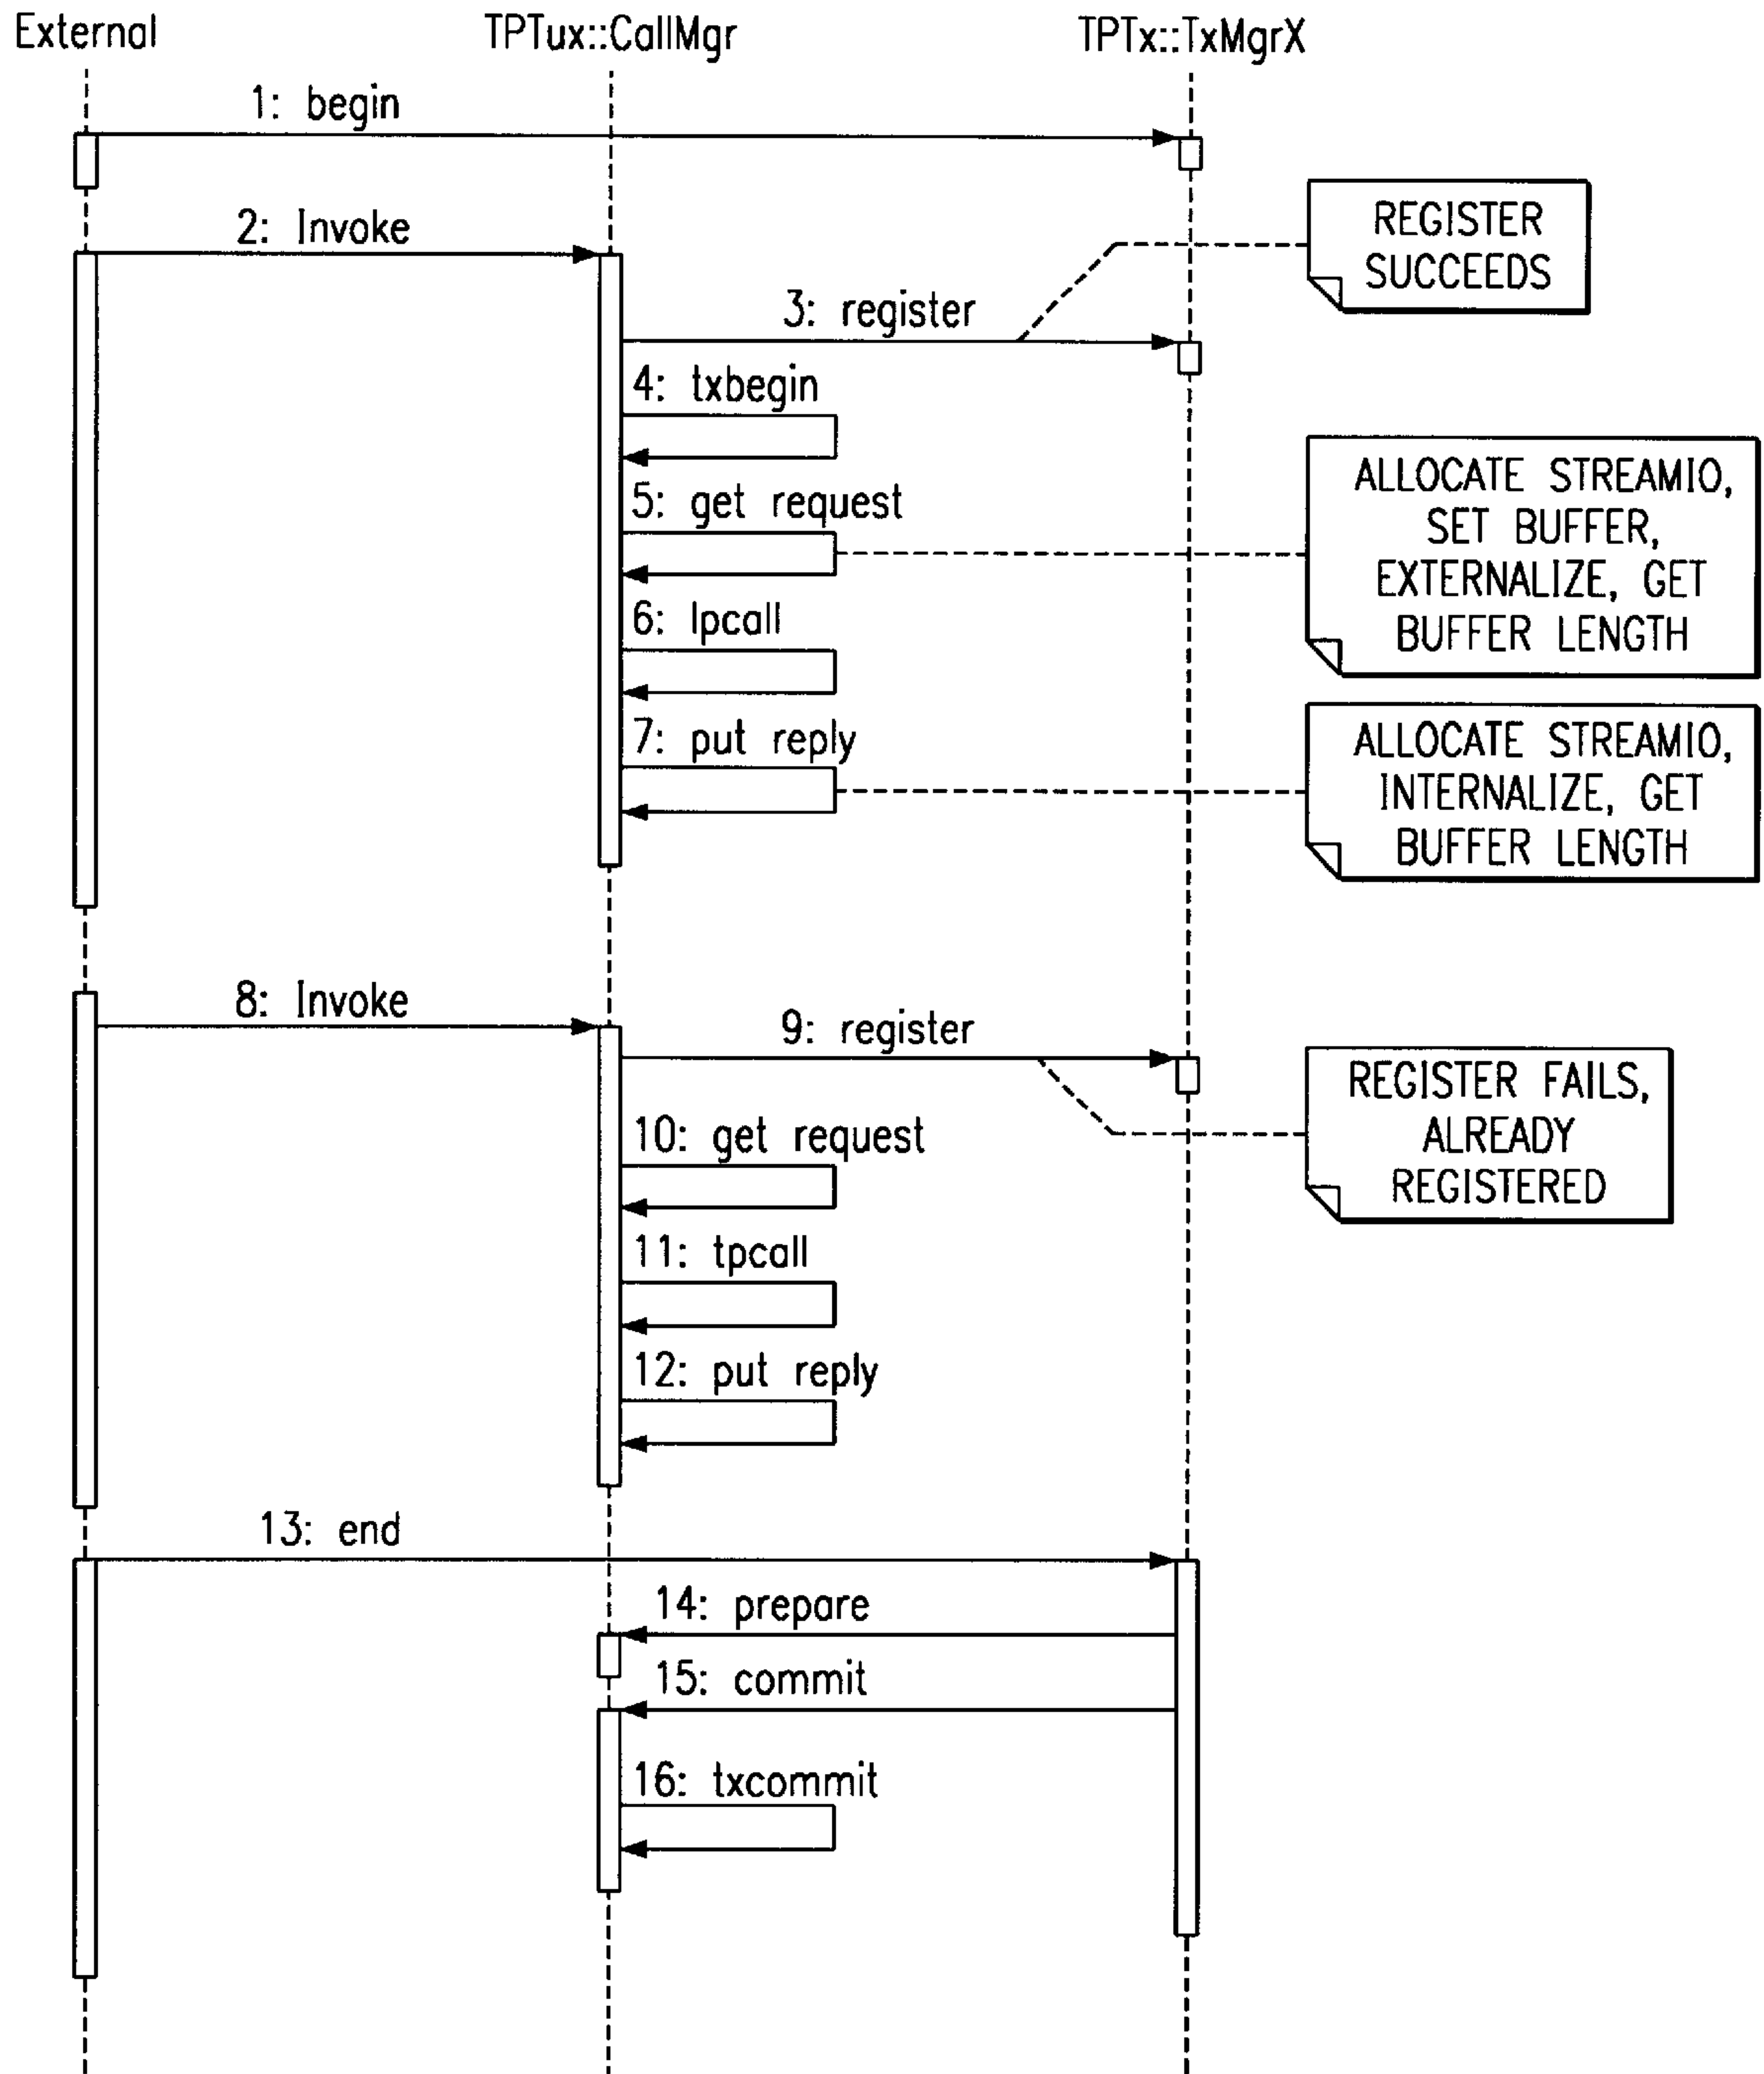 External
TPTux::CallMgr
TPTx::TxMgrX
1: begin
2: Invoke
REGISTER
SUCCEEDS
3: register
4: txbegin
5: get request
ALLOCATE STREAMIO,
SET BUFFER,
EXTERNALIZE, GET
BUFFER LENGTH
6: lpcall
7: put reply
ALLOCATE STREAMIO,
INTERNALIZE, GET
BUFFER LENGTH
8: Invoke
9: register
REGISTER FAILS,
ALREADY
REGISTERED
10: get request
11: tpcall
12: put reply
13: end
14: prepare
15: commit
16: txcommit